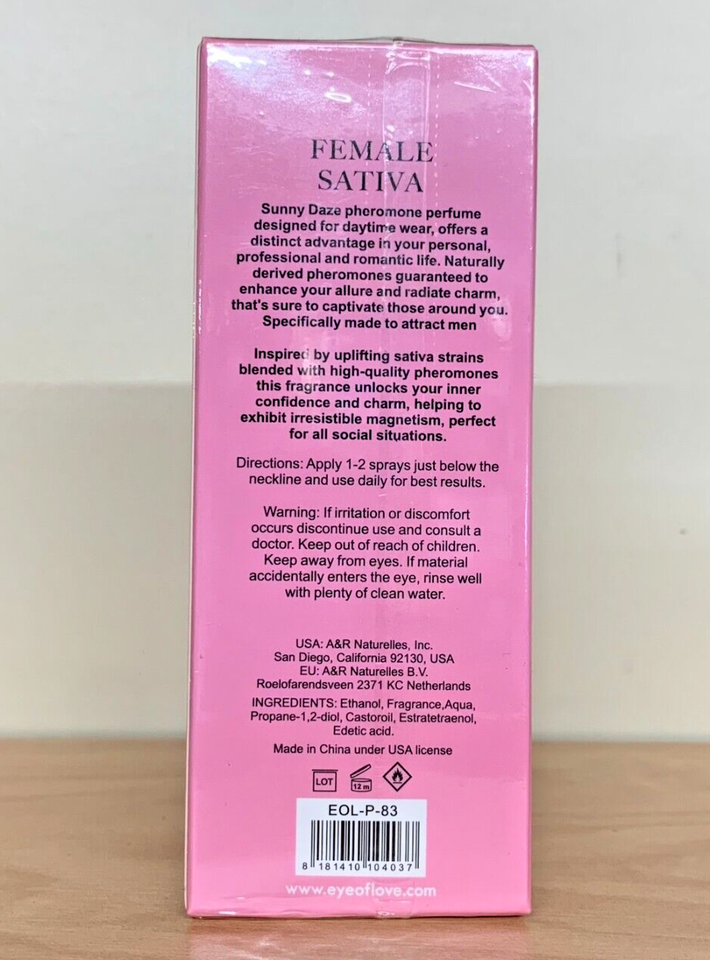 FEMALE
SATIVA
Sunny Daze pheromone perfume
designed for daytime wear, offers a
distinct advantage in your personal,
professional and romantic life. Naturally
derived pheromones guaranteed to
enhance your allure and radiate charm,
that's sure to captivate those around you.
Specifically made to attract men
Inspired by uplifting sativa strains
blended with high-quality pheromones
this fragrance unlocks your inner
confidence and charm, helping to
exhibit irresistible magnetism, perfect
for all social situations.
Directions: Apply 1-2 sprays just below the
neckline and use daily for best results.
Warning: If irritation or discomfort
occurs discontinue use and consult a
doctor. Keep out of reach of children.
Keep away from eyes. If material
accidentally enters the eye, rinse well
with plenty of clean water.
USA: A&R Naturelles, Inc.
San Diego, California 92130, USA
EU: A&R Naturelles B.V.
Roelofarendsveen 2371 KC Netherlands
INGREDIENTS: Ethanol, Fragrance,Aqua,
Propane-1,2-diol, Castoroil, Estratetraenol,
Edetic acid.
Made in China under USA license
LOT 12 m
EOL-P-83
8 181410 104037
www.eyeoflove.com